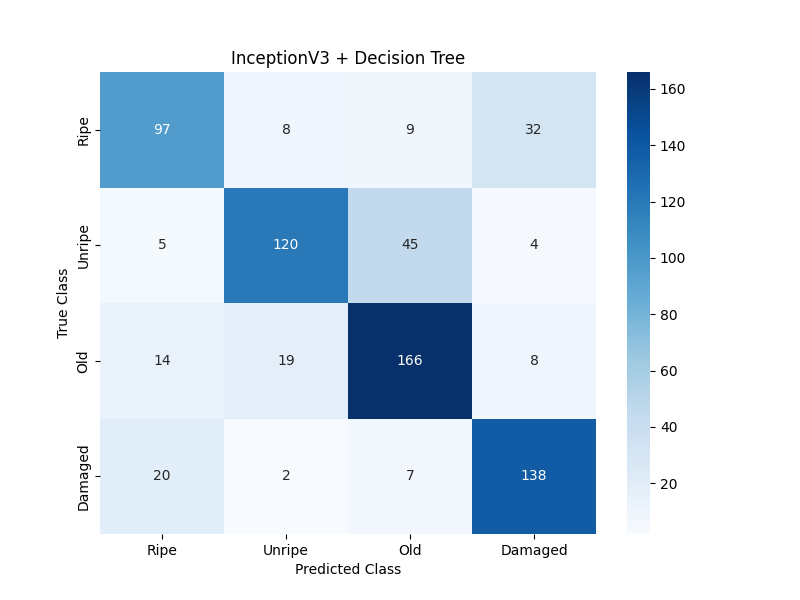 InceptionV3 + Decision Tree
True Class
Ripe 97 8 9 32
Unripe 5 120 45 4
Old 14 19 166 8
Damaged 20 2 7 138
Ripe Unripe Old Damaged
Predicted Class
160
140
120
100
80
60
40
20